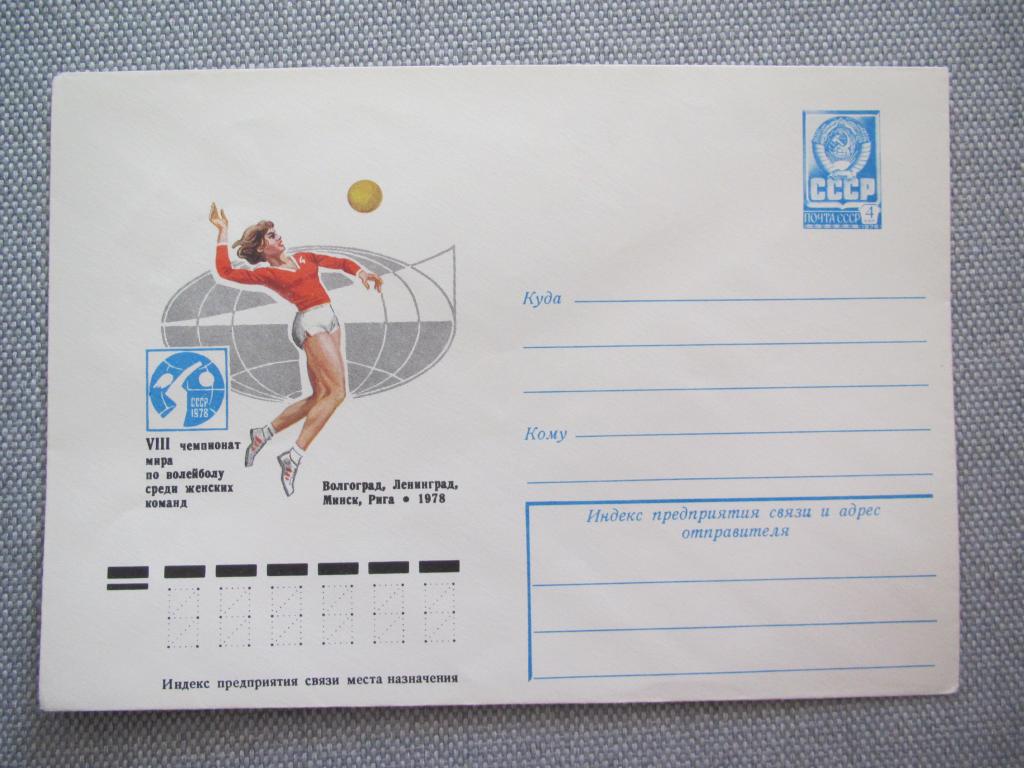 СССР
ПОЧТА СССР 4
Куда
СССР
1978
VIII чемпионат
мира
по волейболу
среди женских
команд
Волгоград, Ленинград,
Минск, Рига • 1978
Кому
Индекс предприятия связи и адрес
отправителя
Индекс предприятия связи места назначения